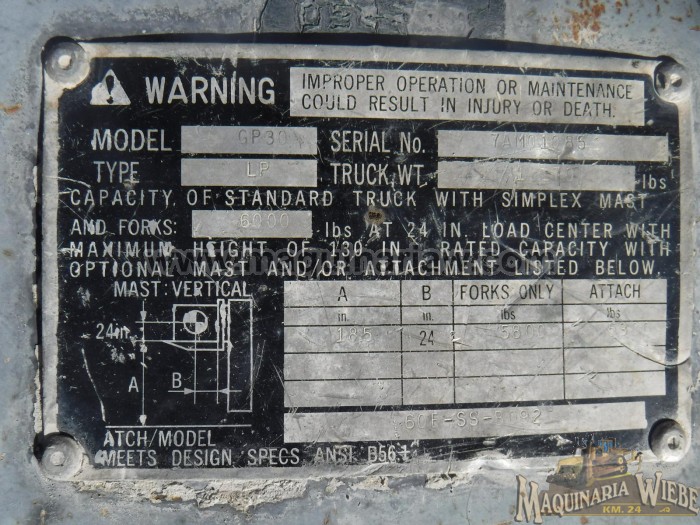 WARNING
IMPROPER OPERATION OR MAINTENANCE
COULD RESULT IN INJURY OR DEATH.
MODEL GP30 SERIAL No.
TYPE LP TRUCK WT. lbs
CAPACITY OF STANDARD TRUCK WITH SIMPLEX MAST
AND FORKS: 6000 lbs AT 24 IN. LOAD CENTER WITH
MAXIMUM HEIGHT OF 130 IN. RATED CAPACITY WITH
OPTIONAL MAST AND/OR ATTACHMENT LISTED BELOW.
MAST: VERTICAL
A B FORKS ONLY ATTACH
in. in. lbs lbs
24in. 185 24
A B
ATCH/MODEL
MEETS DESIGN SPECS ANSI B56.1
MAQUINARIA WIEBE
KM. 24